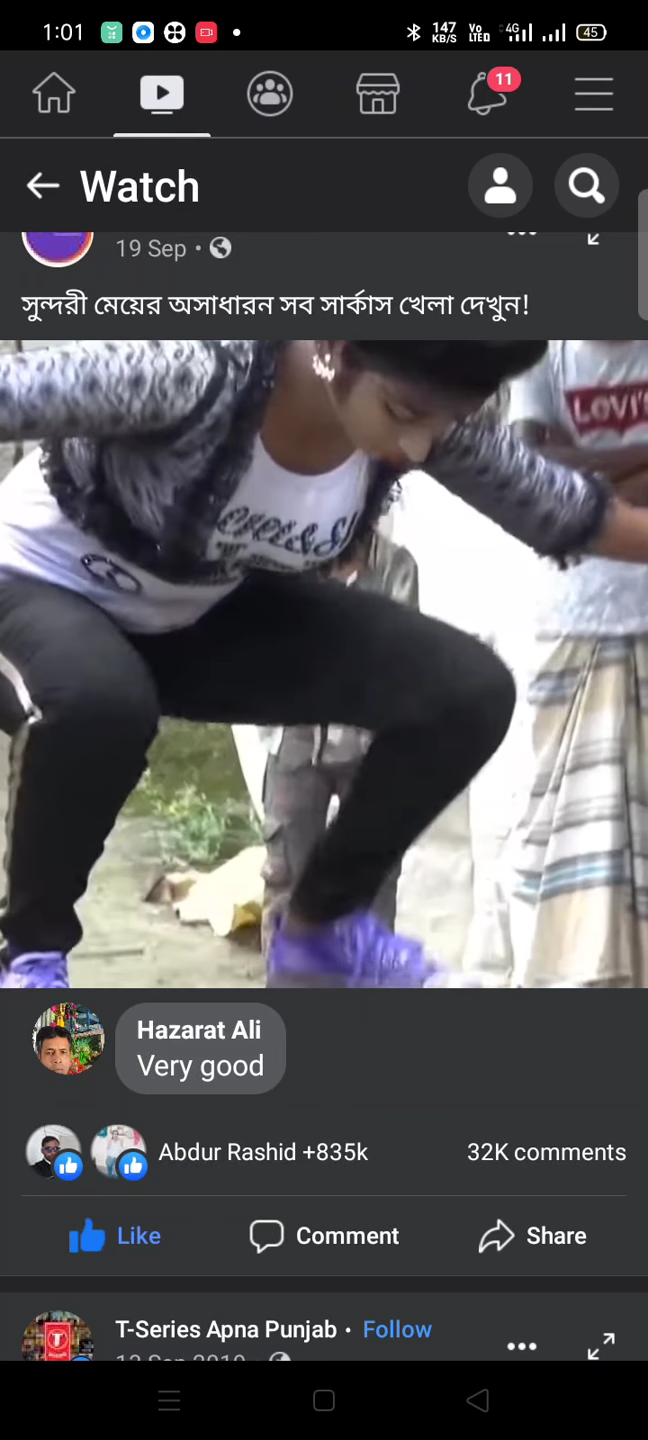 1:01 147 KB/S Vo LTED 4G 45
11
Watch
19 Sep •
সুন্দরী মেয়ের অসাধারন সব সার্কাস খেলা দেখুন!
LEVI'S
Hazarat Ali
Very good
Abdur Rashid +835k 32K comments
Like Comment Share
T-Series Apna Punjab • Follow